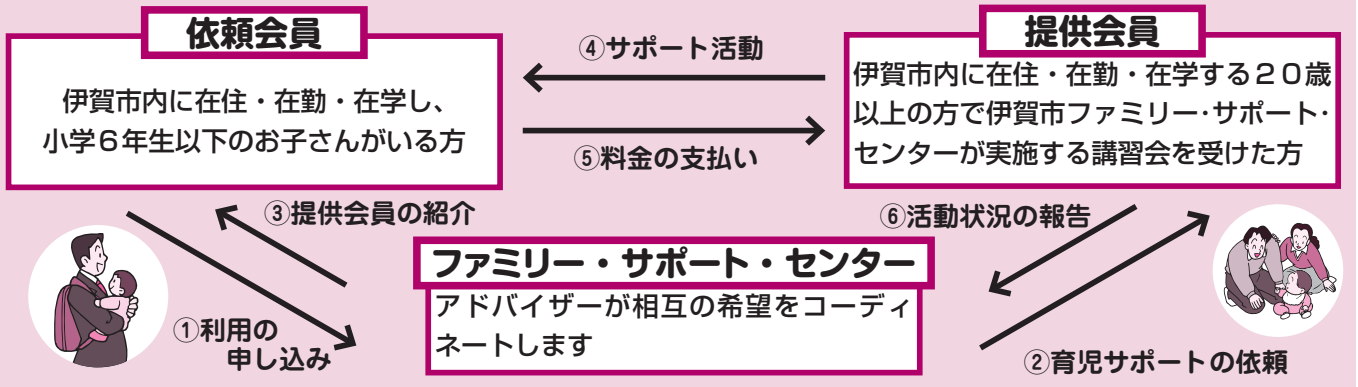 依頼会員
伊賀市内に在住・在勤・在学し、
小学6年生以下のお子さんがいる方
④サポート活動
⑤料金の支払い
提供会員
伊賀市内に在住・在勤・在学する２０歳
以上の方で伊賀市ファミリー・サポート・
センターが実施する講習会を受けた方
③提供会員の紹介
⑥活動状況の報告
ファミリー・サポート・センター
アドバイザーが相互の希望をコーディ
ネートします
①利用の
申し込み
②育児サポートの依頼